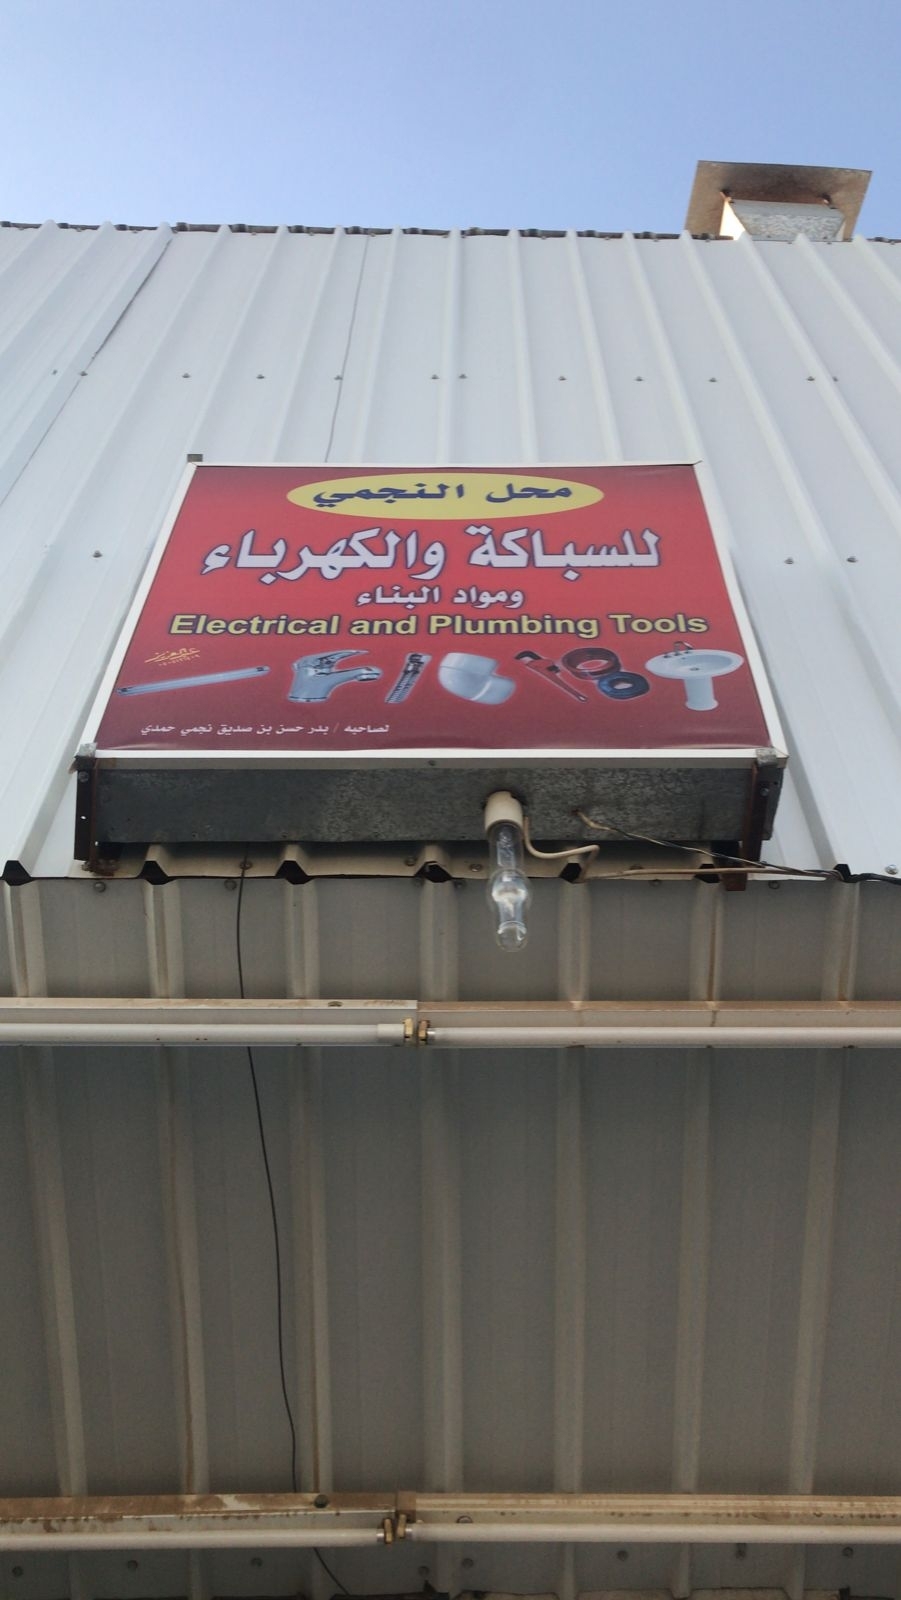 محل النجمي
للسباكة والكهرباء
ومواد البناء
Electrical and Plumbing Tools
لصاحبه / بدر حسن بن صديق نجمي حمدي